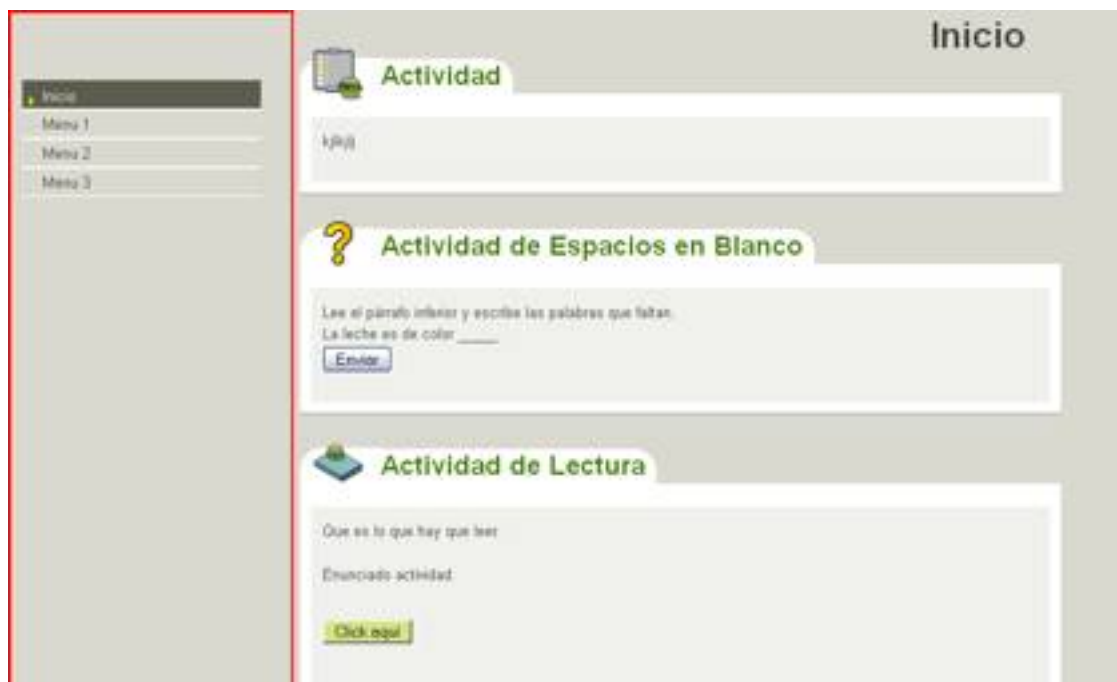 Inicio
Inicio
Menu 1
Menu 2
Menu 3
Actividad
Actividad de Espacios en Blanco
Lee el párrafo inferior y escribe las palabras que faltan.
La leche es de color _____
Enviar
Actividad de Lectura
Que es lo que hay que leer
Enunciado actividad
Click aquí